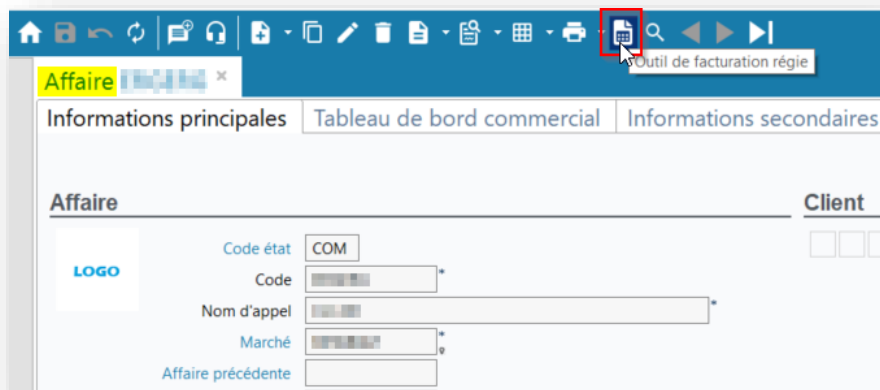 Outil de facturation régie
Affaire
Informations principales
Tableau de bord commercial
Informations secondaires
Affaire
Client
LOGO
Code état
COM
Code
*
Nom d'appel
*
Marché
*
Affaire précédente